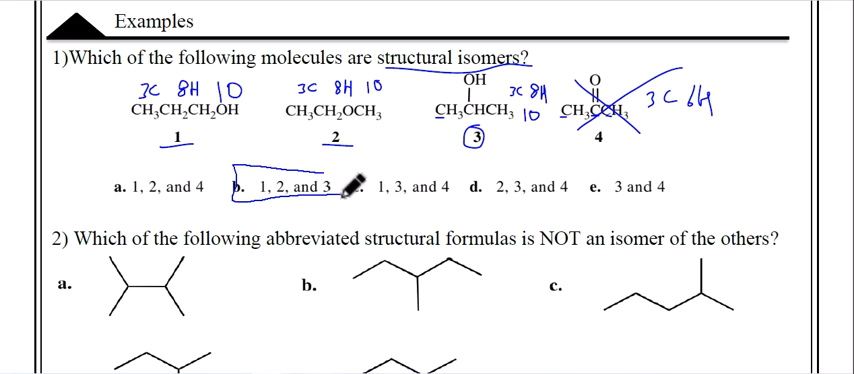 Examples
1)Which of the following molecules are structural isomers?
3C 8H 1O
CH₃CH₂CH₂OH
1
3C 8H 1O
CH₃CH₂OCH₃
2
OH
CH₃CHCH₃
3C 8H
1O
3
O
CH₃CCH₃
3C 6H
4
a. 1, 2, and 4 b. 1, 2, and 3 1, 3, and 4 d. 2, 3, and 4 e. 3 and 4
2) Which of the following abbreviated structural formulas is NOT an isomer of the others?
a. b. c.